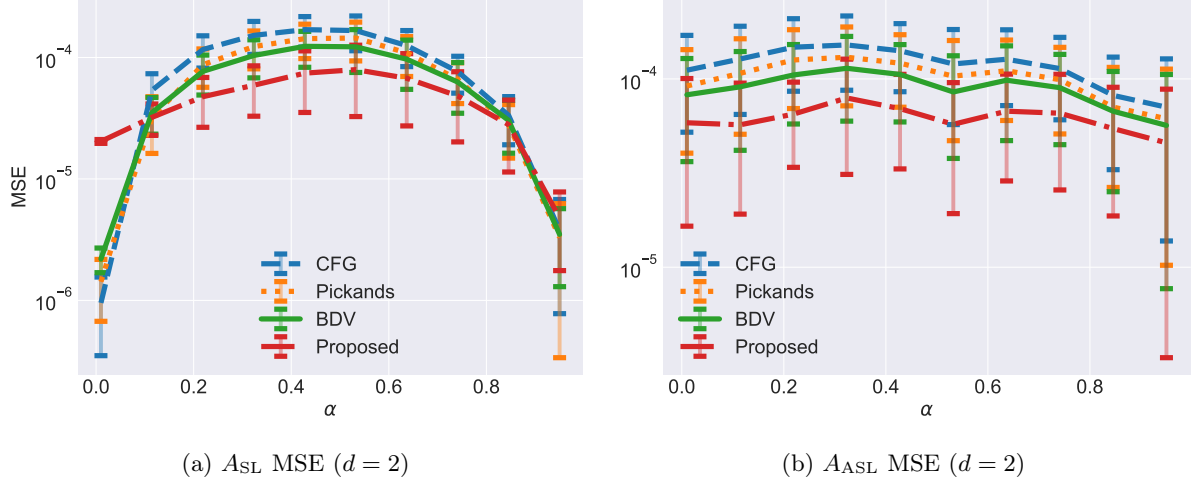 10⁻⁴
10⁻⁵
10⁻⁶
MSE
CFG
Pickands
BDV
Proposed
0.0 0.2 0.4 0.6 0.8
α
(a) A_SL MSE (d = 2)
10⁻⁴
10⁻⁵
CFG
Pickands
BDV
Proposed
0.0 0.2 0.4 0.6 0.8
α
(b) A_ASL MSE (d = 2)